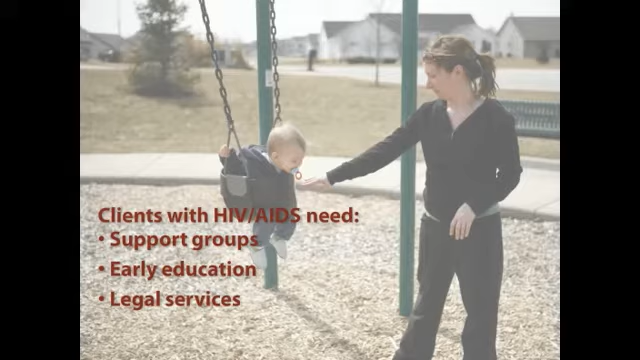 Clients with HIV/AIDS need:
• Support groups
• Early education
• Legal services